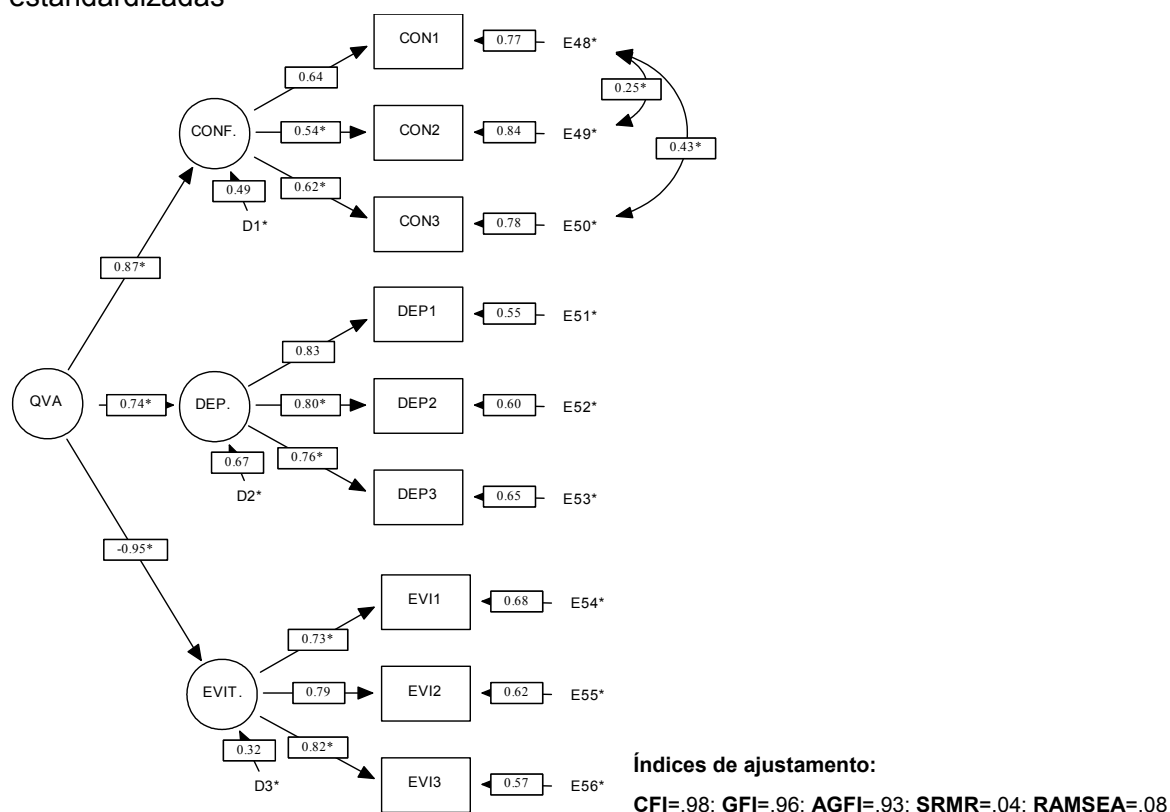 estandardizadas
CON1
0.77
E48*
0.64
0.25*
CONF.
0.54*
CON2
0.84
E49*
0.43*
0.49
0.62*
CON3
0.78
E50*
D1*
0.87*
DEP1
0.55
E51*
0.83
QVA
0.74*
DEP.
0.80*
DEP2
0.60
E52*
0.67
0.76*
D2*
DEP3
0.65
E53*
-0.95*
EVI1
0.68
E54*
0.73*
EVIT.
0.79
EVI2
0.62
E55*
0.32
0.82*
D3*
EVI3
0.57
E56*
Índices de ajustamento:
CFI=.98; GFI=.96; AGFI=.93; SRMR=.04; RAMSEA=.08